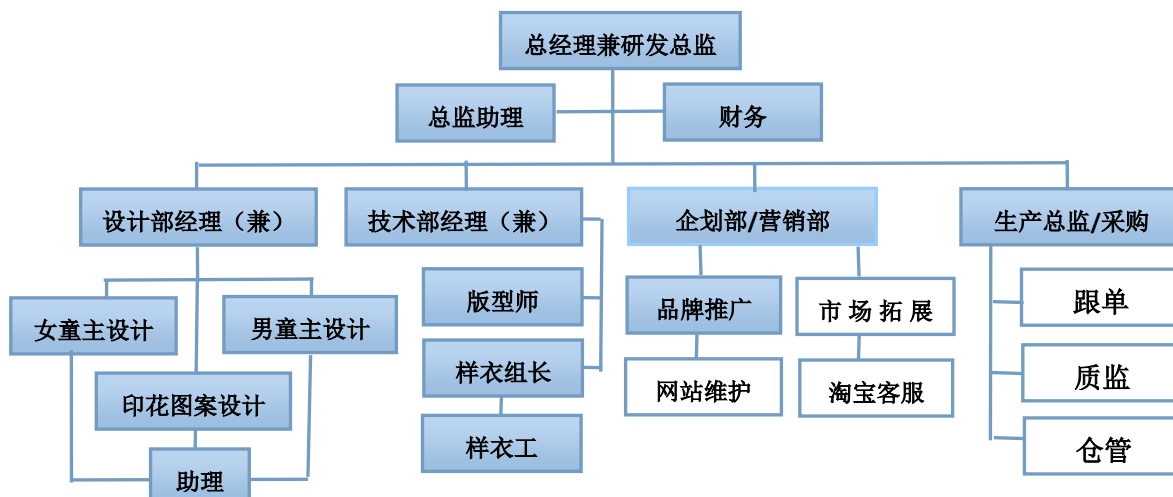 总经理兼研发总监
总监助理
财务
设计部经理（兼）
技术部经理（兼）
企划部/营销部
生产总监/采购
女童主设计
男童主设计
印花图案设计
助理
版型师
样衣组长
样衣工
品牌推广
市 场 拓 展
网站维护
淘宝客服
跟单
质监
仓管